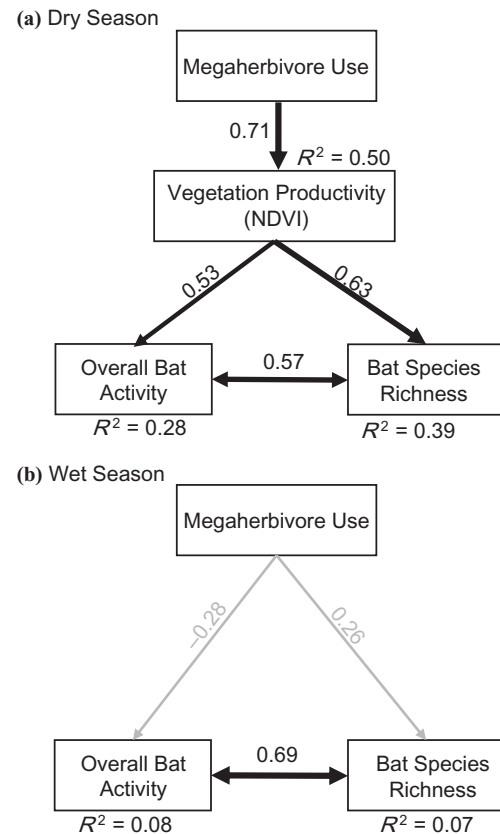 (a) Dry Season
Megaherbivore Use
0.71
R² = 0.50
Vegetation Productivity
(NDVI)
0.53
0.63
Overall Bat
Activity
0.57
Bat Species
Richness
R² = 0.28
R² = 0.39
(b) Wet Season
Megaherbivore Use
–0.28
0.26
Overall Bat
Activity
0.69
Bat Species
Richness
R² = 0.08
R² = 0.07